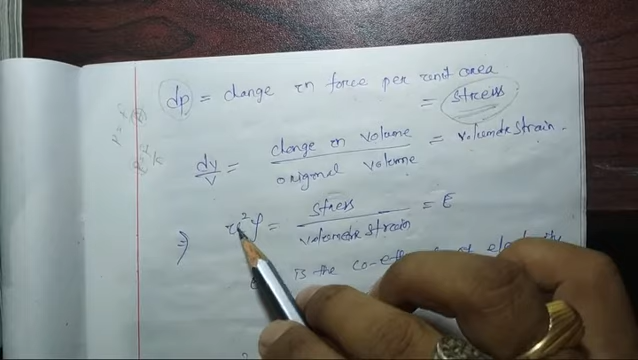 dp = change in force per unit area
= stress
dv/v = change in volume / original volume = volumetric strain.
⇒ u²ρ = stress / volumetric strain = E
is the co-eff